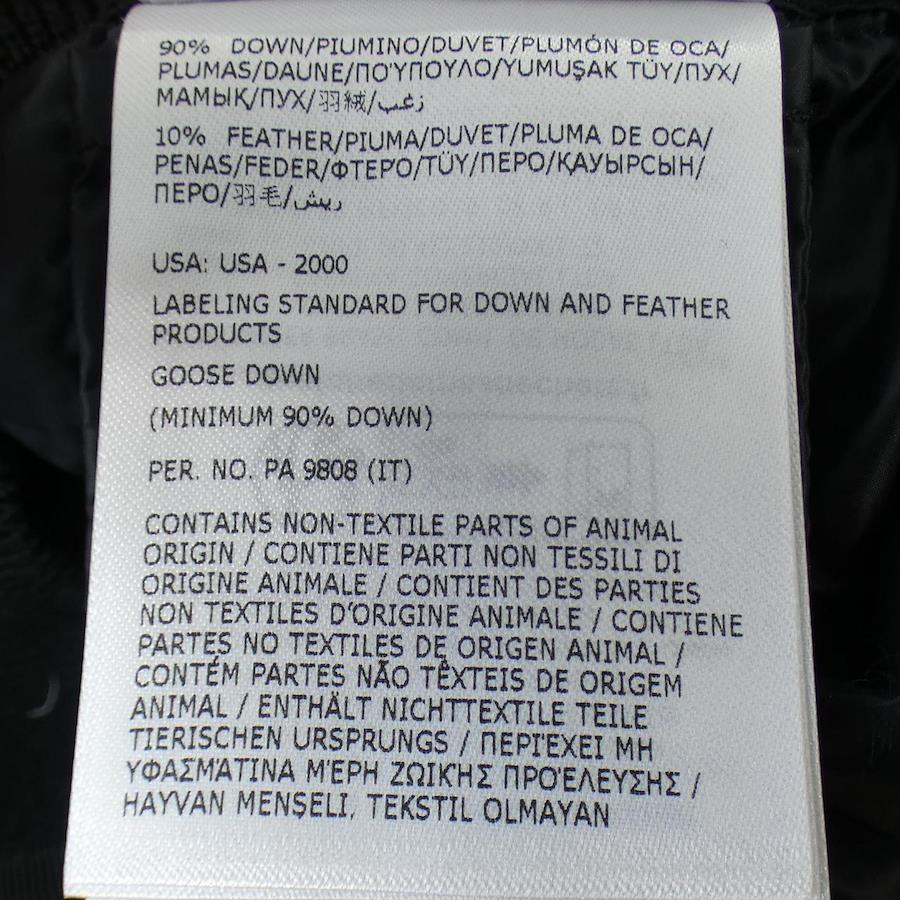 90% DOWN/PIUMINO/DUVET/PLUMÓN DE OCA/
PLUMAS/DAUNE/ΠΟΎΠΟΥΛΟ/YUMUŞAK TÜY/ПУХ/
МАМЫҚ/ПУХ/羽絨/زغب
10% FEATHER/PIUMA/DUVET/PLUMA DE OCA/
PENAS/FEDER/ΦΤΕΡΌ/TÜY/ПЕРО/ҚАУЫРСЫН/
ПЕРО/羽毛/ريش
USA: USA - 2000
LABELING STANDARD FOR DOWN AND FEATHER
PRODUCTS
GOOSE DOWN
(MINIMUM 90% DOWN)
PER. NO. PA 9808 (IT)
CONTAINS NON-TEXTILE PARTS OF ANIMAL
ORIGIN / CONTIENE PARTI NON TESSILI DI
ORIGINE ANIMALE / CONTIENT DES PARTIES
NON TEXTILES D'ORIGINE ANIMALE / CONTIENE
PARTES NO TEXTILES DE ORIGEN ANIMAL /
CONTÉM PARTES NÃO TÊXTEIS DE ORIGEM
ANIMAL / ENTHÄLT NICHTTEXTILE TEILE
TIERISCHEN URSPRUNGS / ΠΕΡΙΈΧΕΙ ΜΗ
ΥΦΑΣΜΆΤΙΝΑ ΜΈΡΗ ΖΩΙΚΉΣ ΠΡΟΈΛΕΥΣΗΣ /
HAYVAN MENŞELI, TEKSTIL OLMAYAN